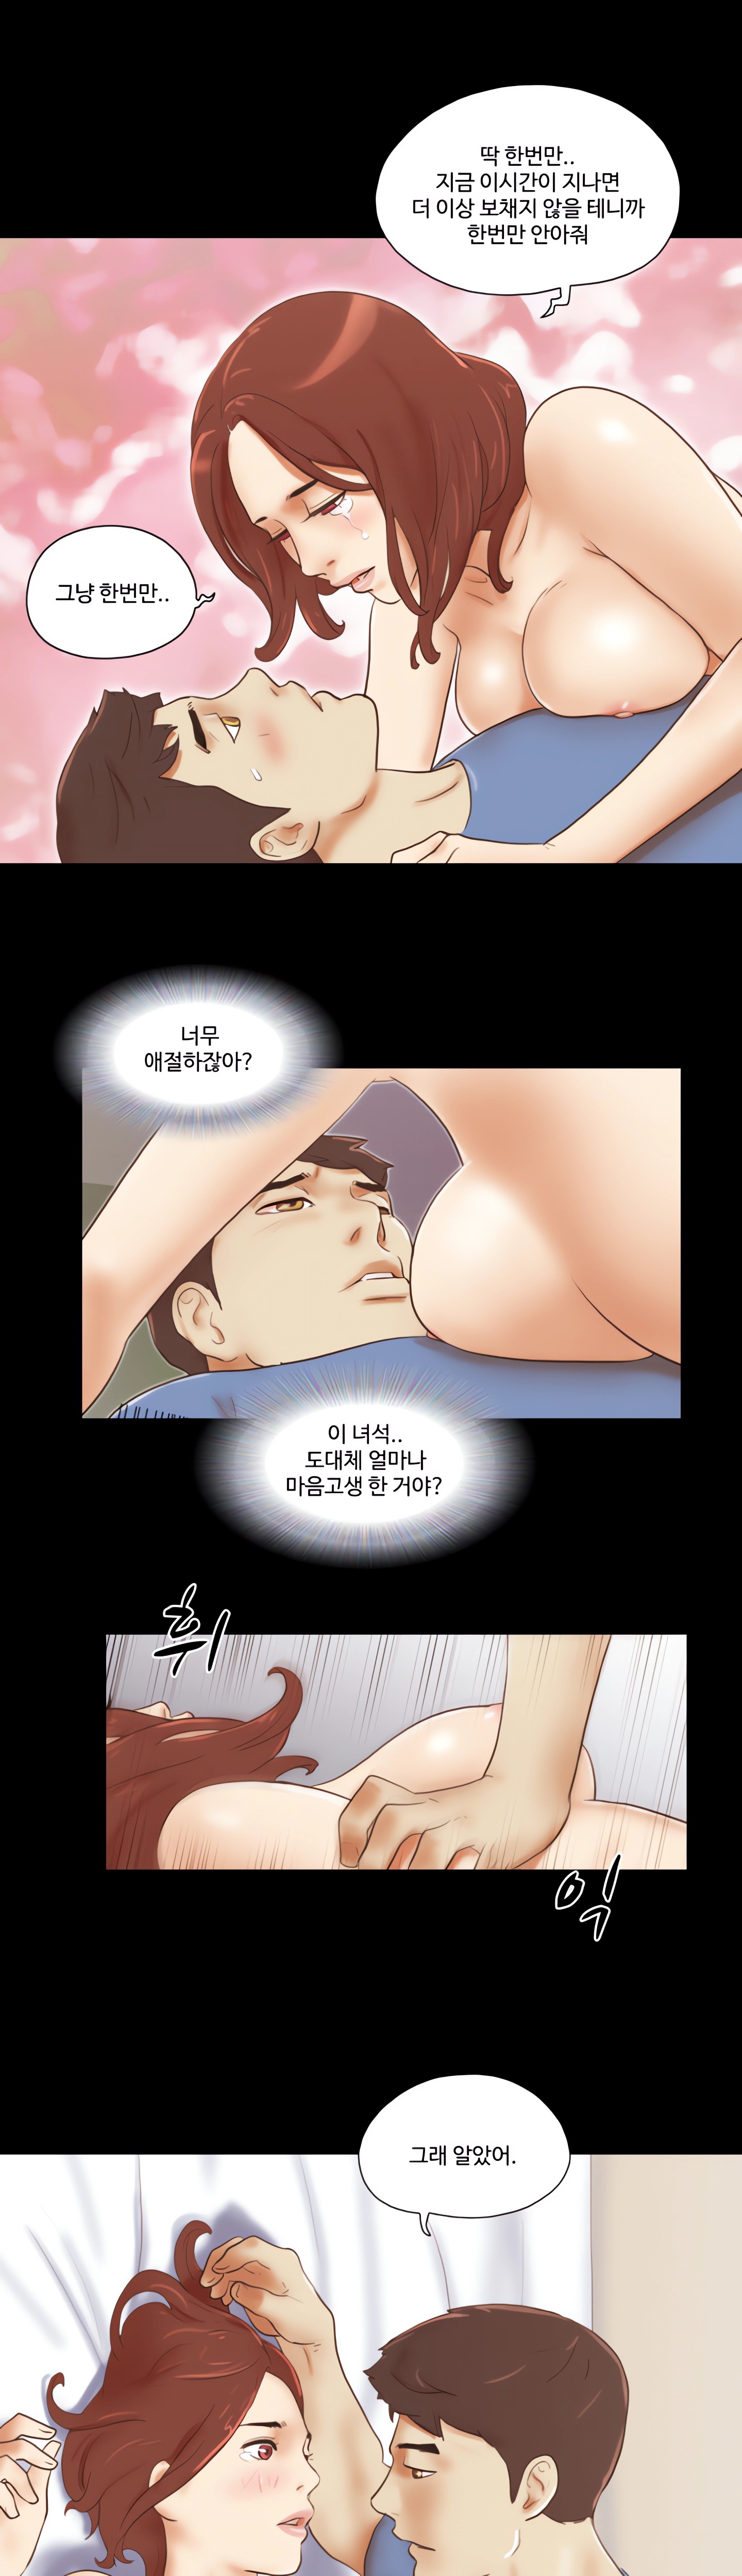 딱 한번만..
지금 이시간이 지나면
더 이상 보채지 않을 테니까
한번만 안아줘
그냥 한번만..
너무
애절하잖아?
이 녀석..
도대체 얼마나
마음고생 한 거야?
휘
익
그래 알았어.